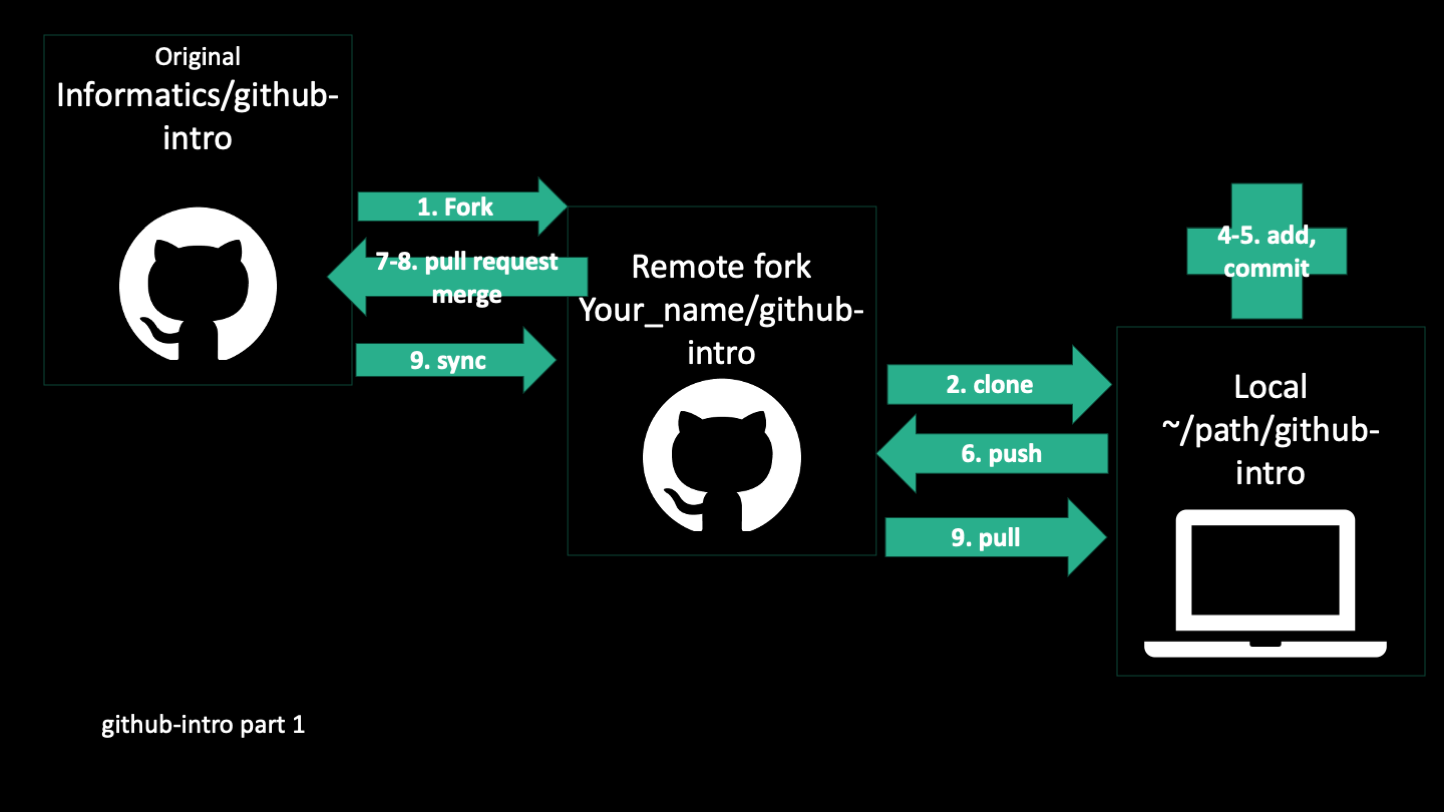 Original
Informatics/github-
intro
1. Fork
7-8. pull request
merge
9. sync
Remote fork
Your_name/github-
intro
2. clone
6. push
9. pull
4-5. add,
commit
Local
~/path/github-
intro
github-intro part 1